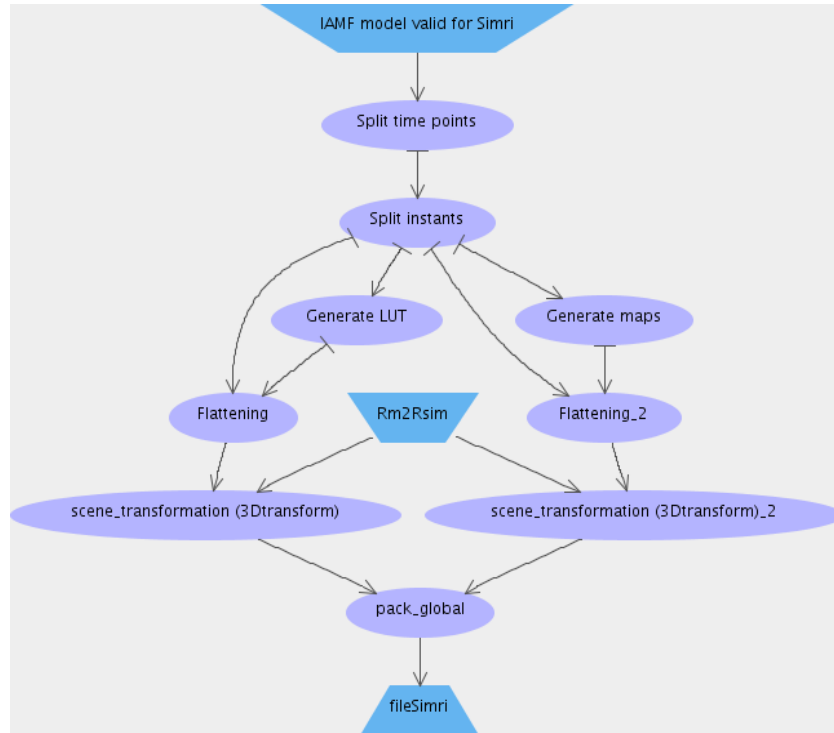 IAMF model valid for Simri
Split time points
Split instants
Generate LUT
Generate maps
Flattening
Rm2Rsim
Flattening_2
scene_transformation (3Dtransform)
scene_transformation (3Dtransform)_2
pack_global
fileSimri